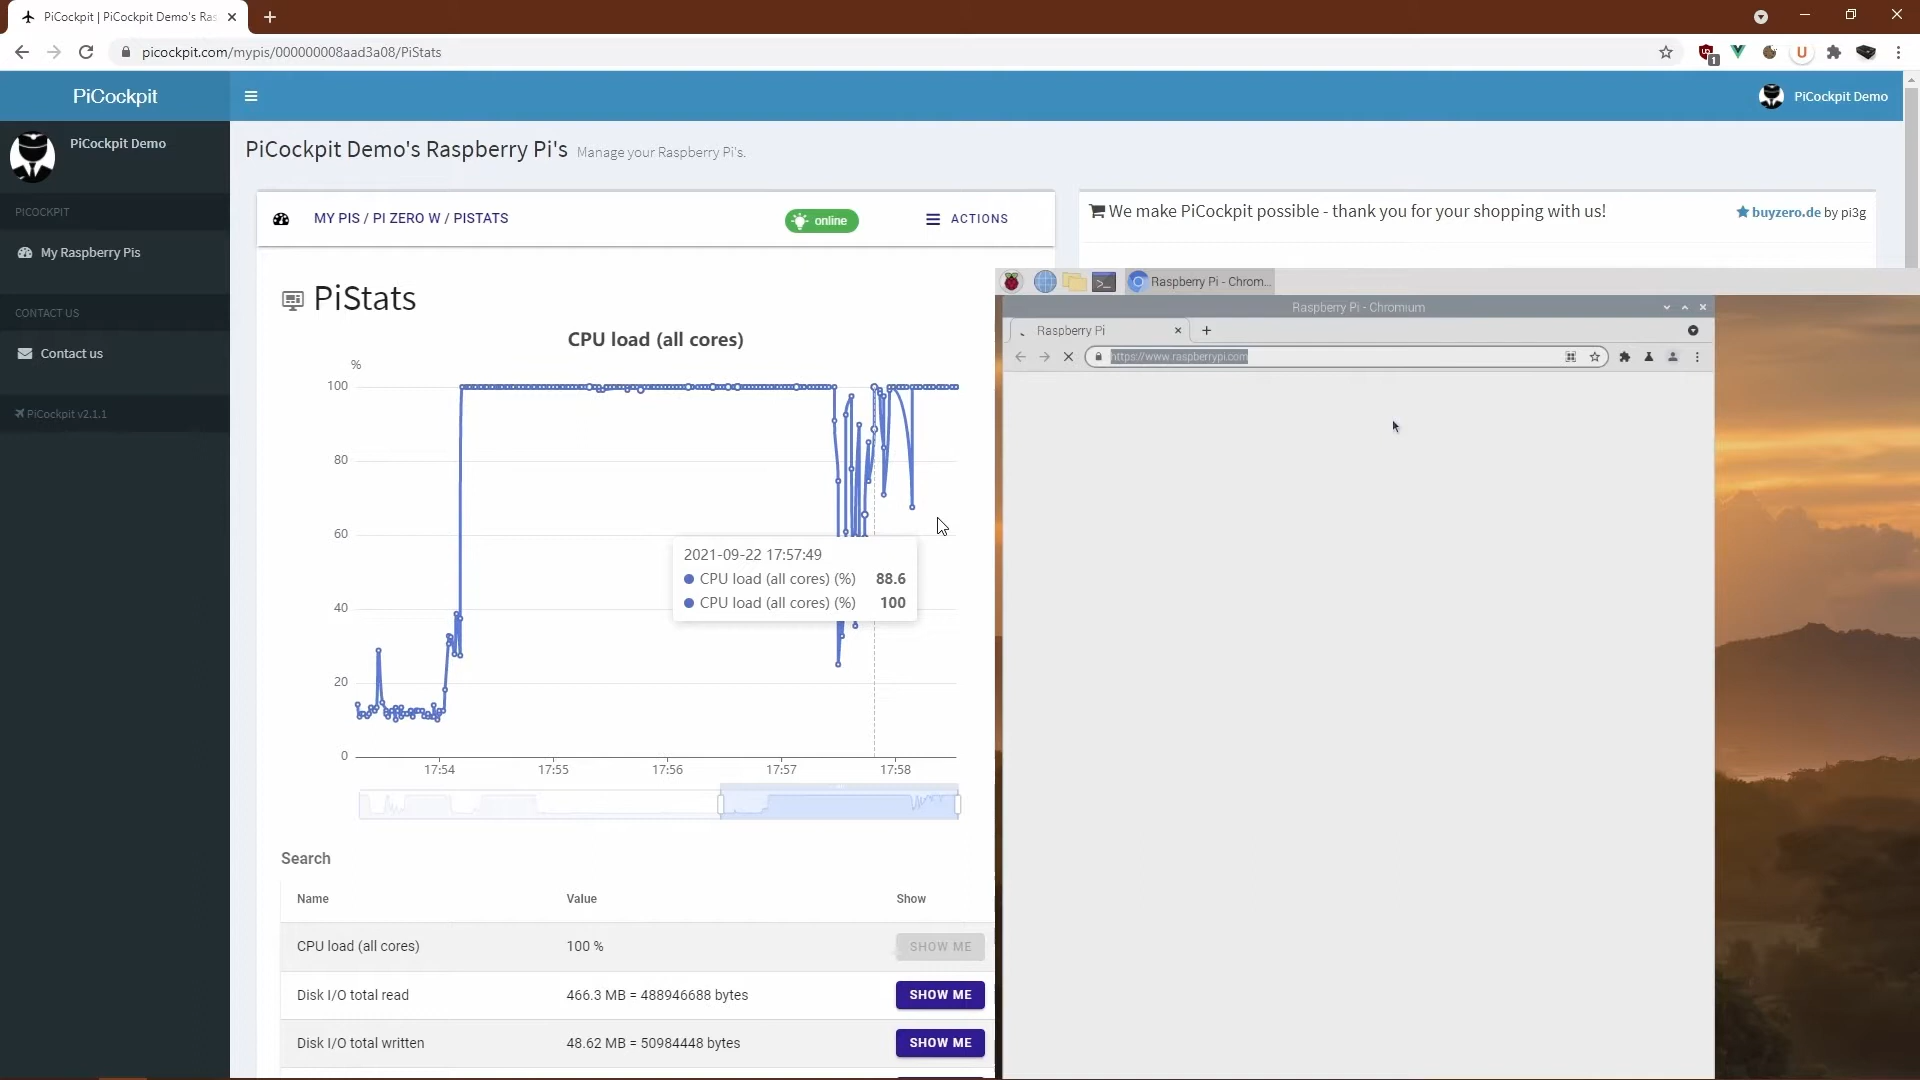 PiCockpit | PiCockpit Demo's Ras
picockpit.com/mypis/000000008aad3a08/PiStats
1
U
PiCockpit
PiCockpit Demo
PiCockpit Demo
PICOCKPIT
My Raspberry Pis
CONTACT US
Contact us
PiCockpit v2.1.1
PiCockpit Demo's Raspberry Pi's Manage your Raspberry Pi's.
MY PIS / PI ZERO W / PISTATS
online
ACTIONS
We make PiCockpit possible - thank you for your shopping with us!
buyzero.de by pi3g
PiStats
CPU load (all cores)
%
100
80
60
40
20
0
17:54
17:55
17:56
17:57
17:58
2021-09-22 17:57:49
CPU load (all cores) (%) 88.6
CPU load (all cores) (%) 100
Search
Name Value Show
CPU load (all cores) 100 % SHOW ME
Disk I/O total read 466.3 MB = 488946688 bytes SHOW ME
Disk I/O total written 48.62 MB = 50984448 bytes SHOW ME
Raspberry Pi - Chrom...
Raspberry Pi - Chromium
Raspberry Pi
https://www.raspberrypi.com